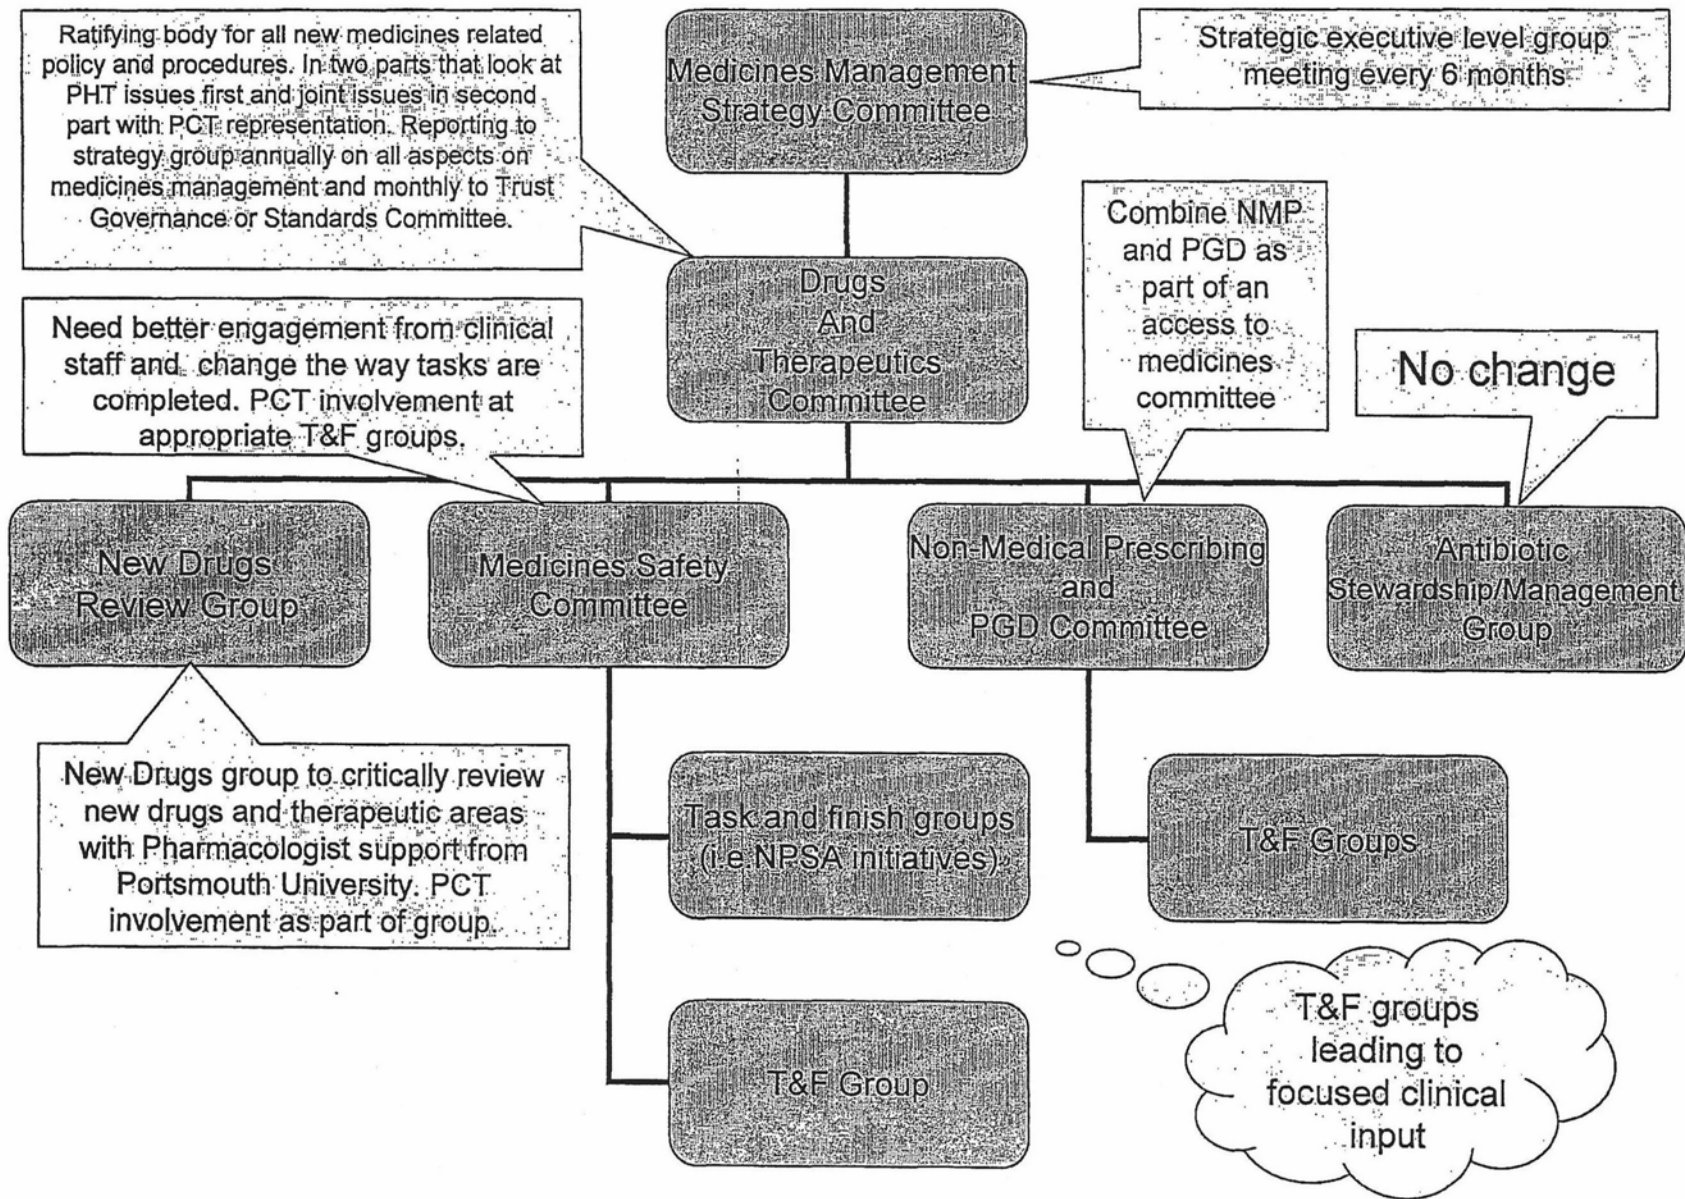 Ratifying body for all new medicines related
policy and procedures. In two parts that look at
PHT issues first and joint issues in second
part with PCT representation. Reporting to
strategy group annually on all aspects on
medicines management and monthly to Trust
Governance or Standards Committee.
Medicines Management
Strategy Committee
Strategic executive level group
meeting every 6 months
Drugs
And
Therapeutics
Committee
Combine NMP
and PGD as
part of an
access to
medicines
committee
Need better engagement from clinical
staff and change the way tasks are
completed. PCT involvement at
appropriate T&F groups.
No change
New Drugs
Review Group
Medicines Safety
Committee
Non-Medical Prescribing
and
PGD Committee
Antibiotic
Stewardship/Management
Group
New Drugs group to critically review
new drugs and therapeutic areas
with Pharmacologist support from
Portsmouth University. PCT
involvement as part of group.
Task and finish groups
(i.e.NPSA initiatives)
T&F Groups
T&F Group
T&F groups
leading to
focused clinical
input